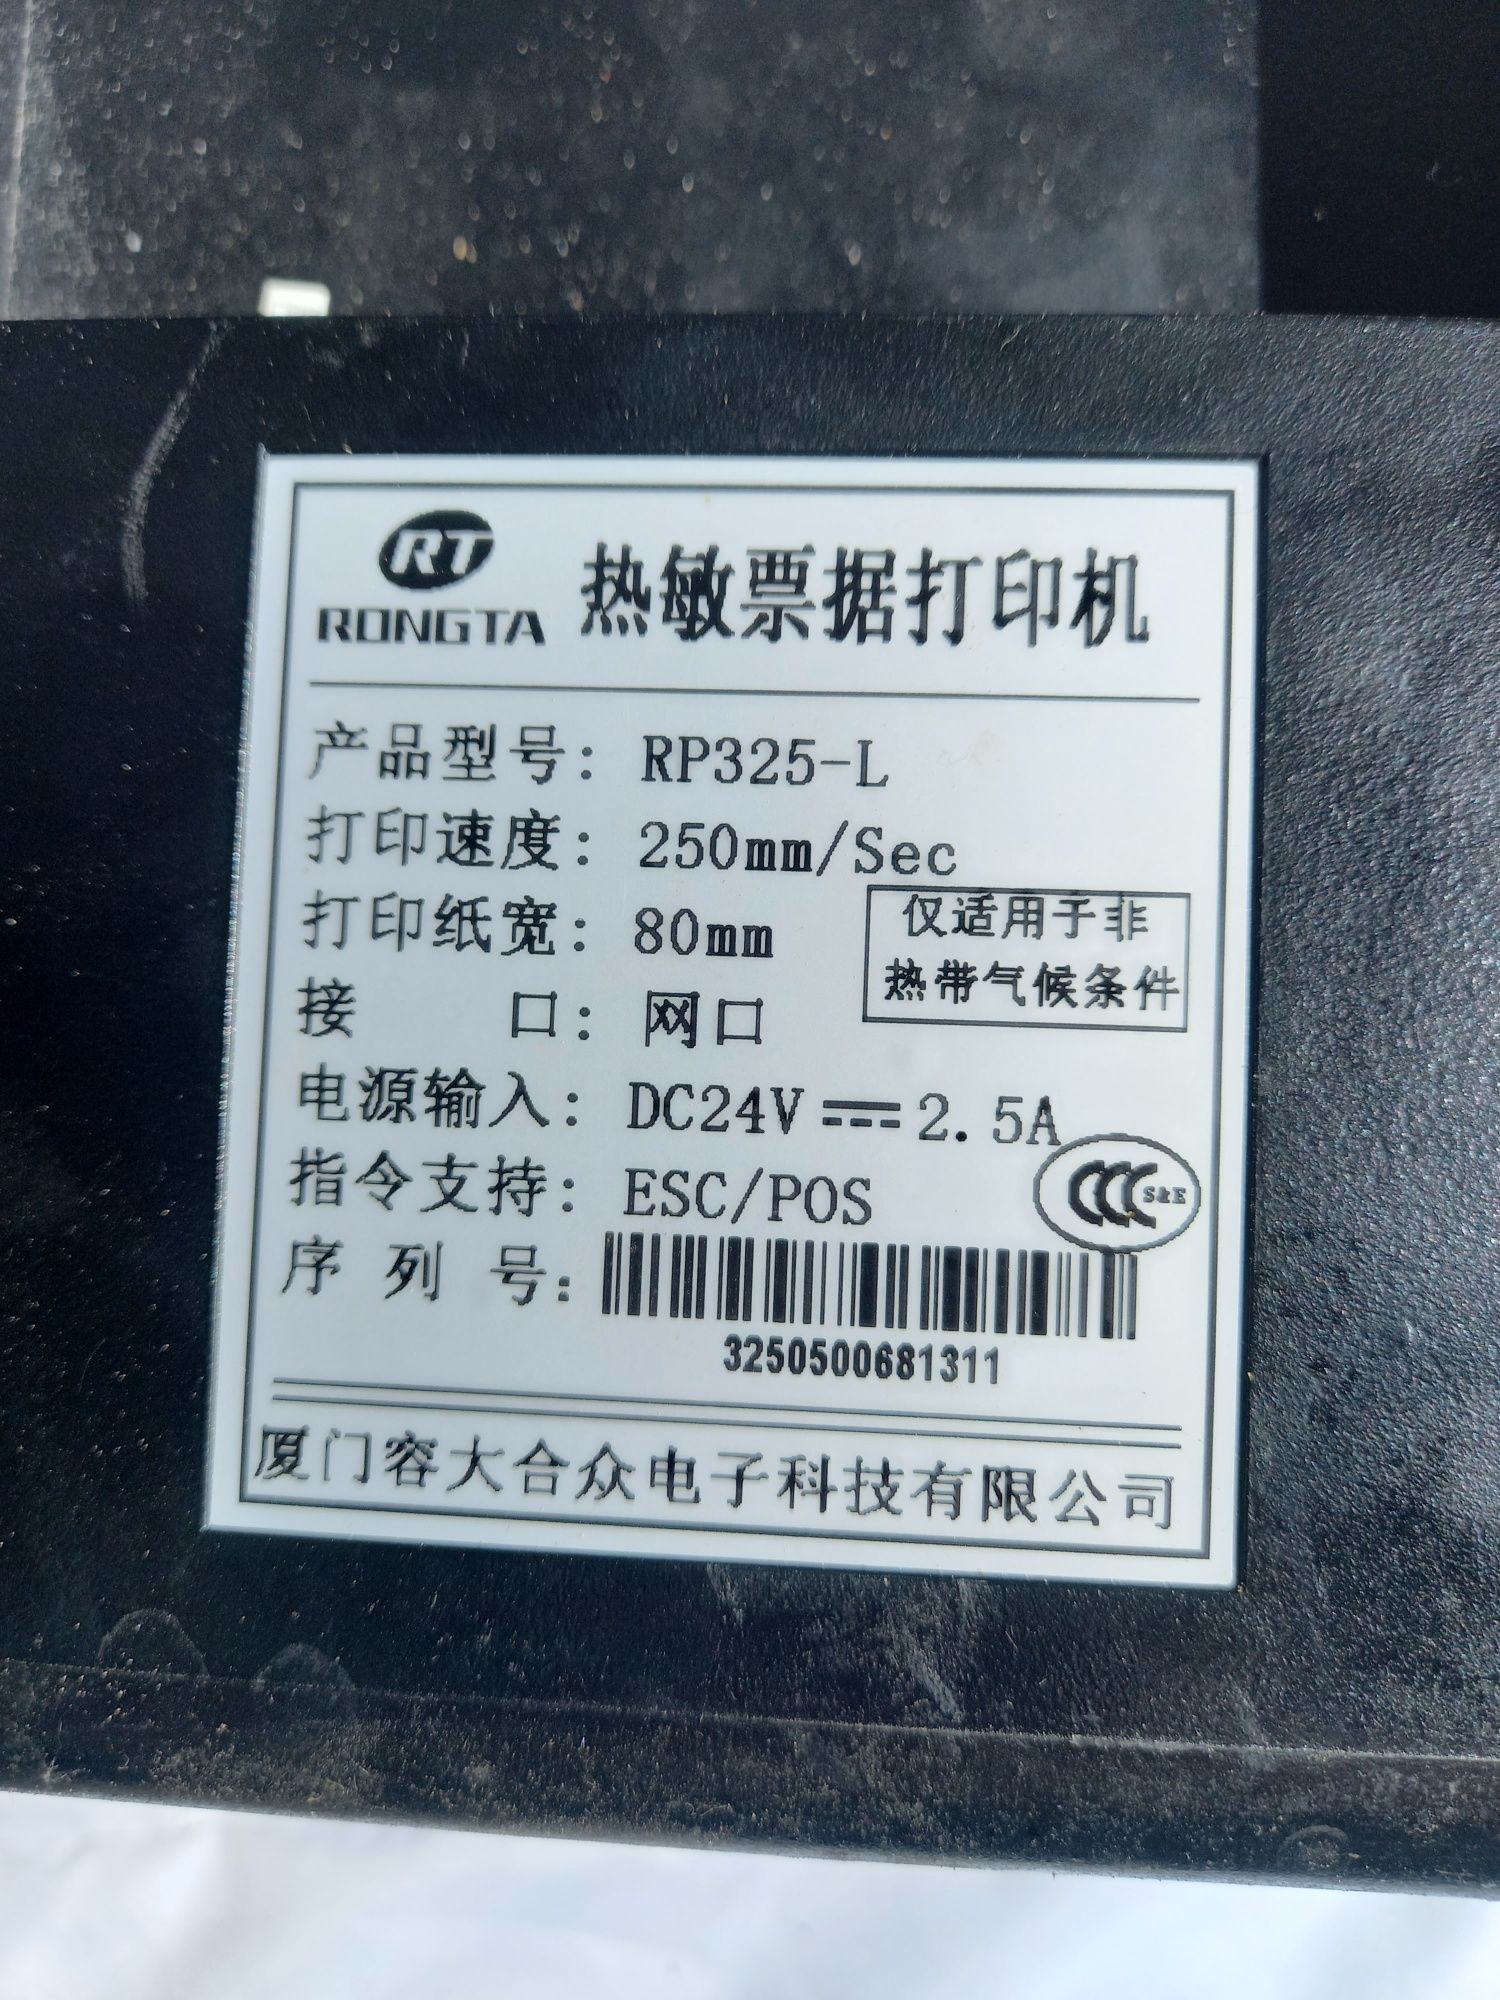 RT
RONGTA
热敏票据打印机
产品型号：RP325-L
打印速度：250mm/Sec
打印纸宽：80mm
仅适用于非
热带气候条件
接口：网口
电源输入：DC24V⎓2.5A
指令支持：ESC/POS
CCC S&E
序列号：
3250500681311
厦门容大合众电子科技有限公司